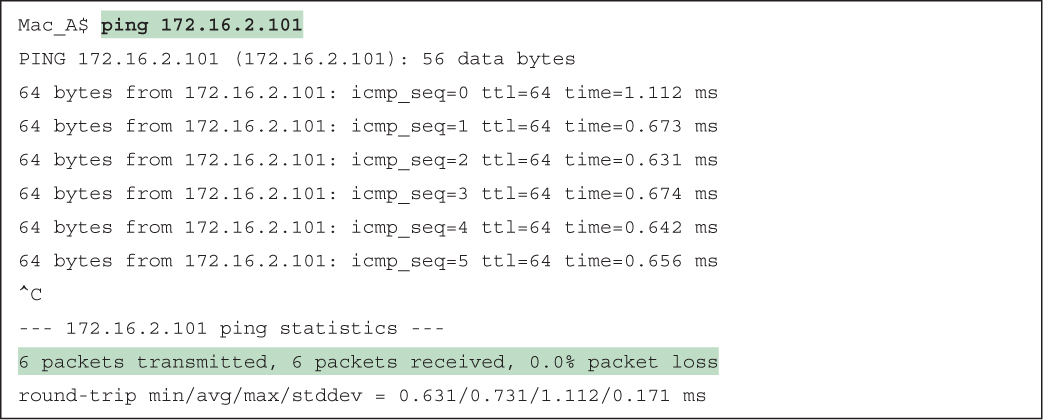 Mac_A$ ping 172.16.2.101
PING 172.16.2.101 (172.16.2.101): 56 data bytes
64 bytes from 172.16.2.101: icmp_seq=0 ttl=64 time=1.112 ms
64 bytes from 172.16.2.101: icmp_seq=1 ttl=64 time=0.673 ms
64 bytes from 172.16.2.101: icmp_seq=2 ttl=64 time=0.631 ms
64 bytes from 172.16.2.101: icmp_seq=3 ttl=64 time=0.674 ms
64 bytes from 172.16.2.101: icmp_seq=4 ttl=64 time=0.642 ms
64 bytes from 172.16.2.101: icmp_seq=5 ttl=64 time=0.656 ms
^C
--- 172.16.2.101 ping statistics ---
6 packets transmitted, 6 packets received, 0.0% packet loss
round-trip min/avg/max/stddev = 0.631/0.731/1.112/0.171 ms